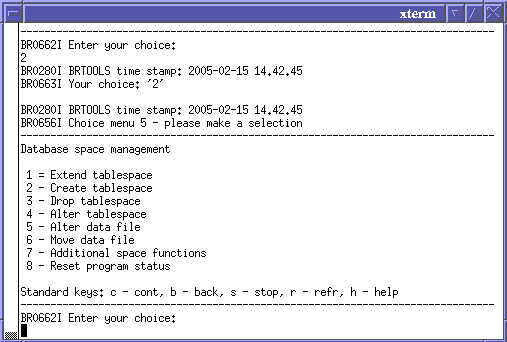 xterm
--------------------------------------------------------------------------------
BR0662I Enter your choice:
2
BR0280I BRTOOLS time stamp: 2005-02-15 14.42.45
BR0663I Your choice: '2'
BR0280I BRTOOLS time stamp: 2005-02-15 14.42.45
BR0656I Choice menu 5 - please make a selection
--------------------------------------------------------------------------------
Database space management
1 = Extend tablespace
2 - Create tablespace
3 - Drop tablespace
4 - Alter tablespace
5 - Alter data file
6 - Move data file
7 - Additional space functions
8 - Reset program status
Standard keys: c - cont, b - back, s - stop, r - refr, h - help
--------------------------------------------------------------------------------
BR0662I Enter your choice: